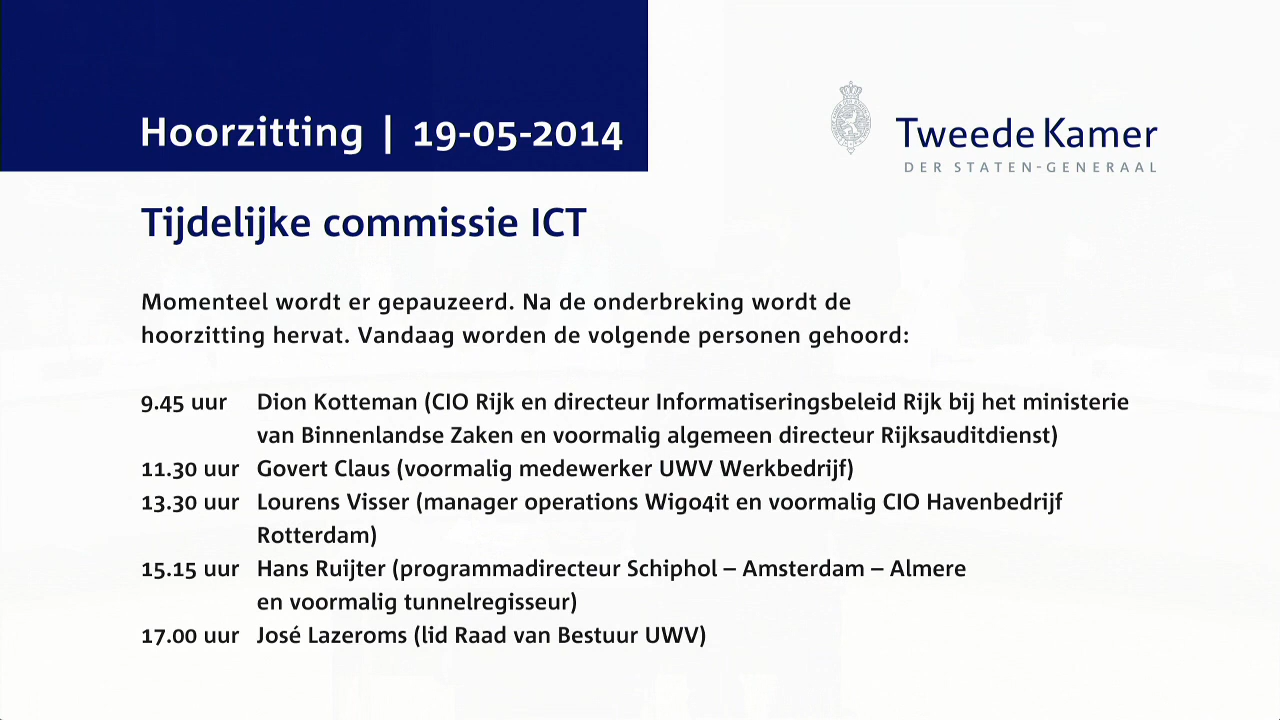 Hoorzitting | 19-05-2014
Tweede Kamer
DER STATEN-GENERAAL
Tijdelijke commissie ICT
Momenteel wordt er gepauzeerd. Na de onderbreking wordt de
hoorzitting hervat. Vandaag worden de volgende personen gehoord:
9.45 uur Dion Kotteman (CIO Rijk en directeur Informatiseringsbeleid Rijk bij het ministerie
van Binnenlandse Zaken en voormalig algemeen directeur Rijksauditdienst)
11.30 uur Govert Claus (voormalig medewerker UWV Werkbedrijf)
13.30 uur Lourens Visser (manager operations Wigo4it en voormalig CIO Havenbedrijf
Rotterdam)
15.15 uur Hans Ruijter (programmadirecteur Schiphol – Amsterdam – Almere
en voormalig tunnelregisseur)
17.00 uur José Lazeroms (lid Raad van Bestuur UWV)